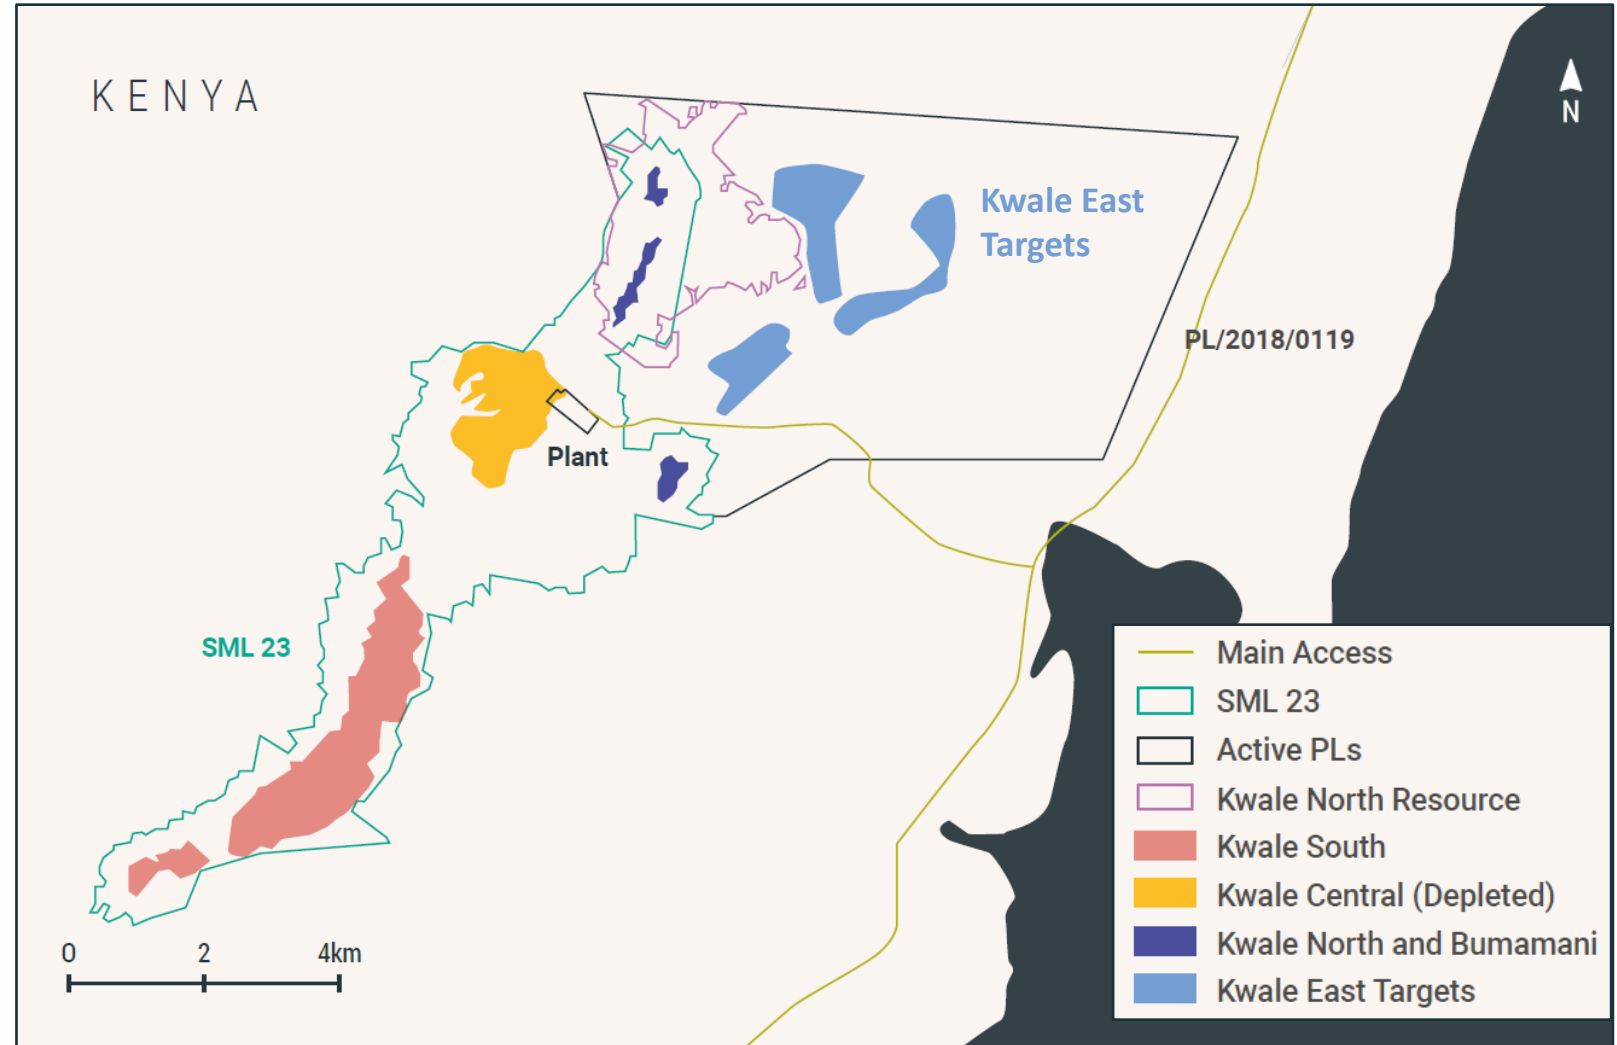 KENYA
N
Kwale East
Targets
PL/2018/0119
Plant
SML 23
0 2 4km
Main Access
SML 23
Active PLs
Kwale North Resource
Kwale South
Kwale Central (Depleted)
Kwale North and Bumamani
Kwale East Targets